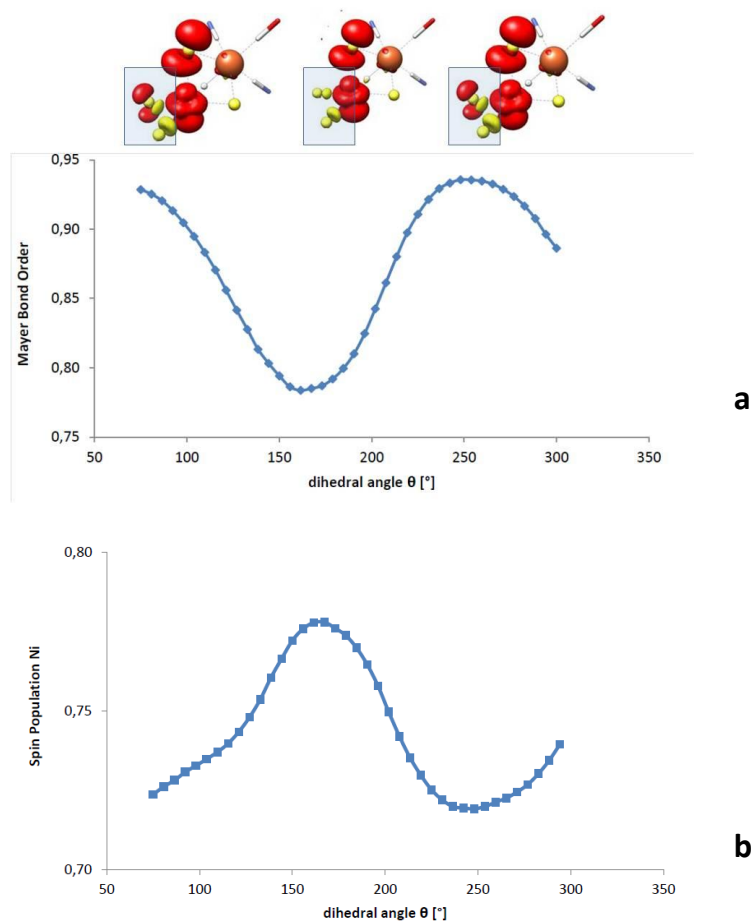 0,95
0,90
0,85
0,80
0,75
Mayer Bond Order
50 100 150 200 250 300 350
dihedral angle θ [°]
a
0,80
0,75
0,70
Spin Population Ni
50 100 150 200 250 300 350
dihedral angle θ [°]
b